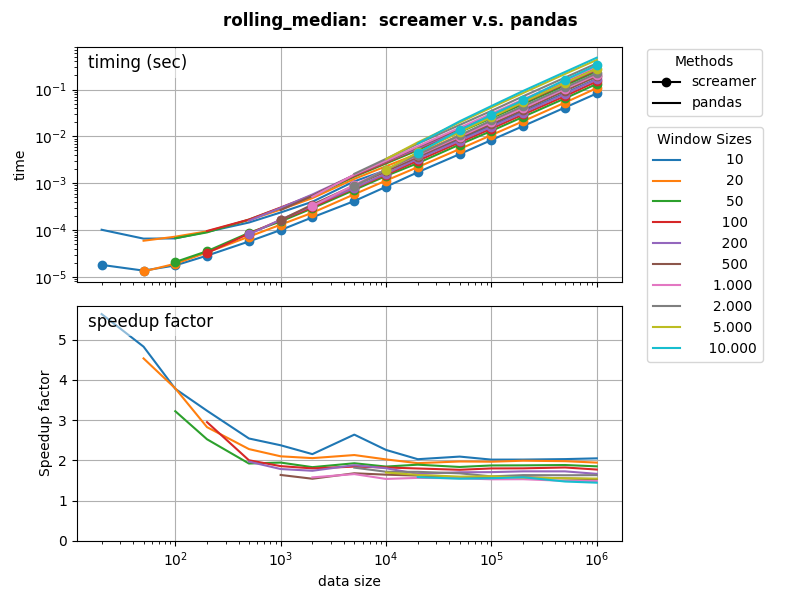 rolling_median:  screamer v.s. pandas
timing (sec)
time
10⁻¹
10⁻²
10⁻³
10⁻⁴
10⁻⁵
Methods
screamer
pandas
Window Sizes
10
20
50
100
200
500
1.000
2.000
5.000
10.000
speedup factor
Speedup factor
5
4
3
2
1
0
10² 10³ 10⁴ 10⁵ 10⁶
data size